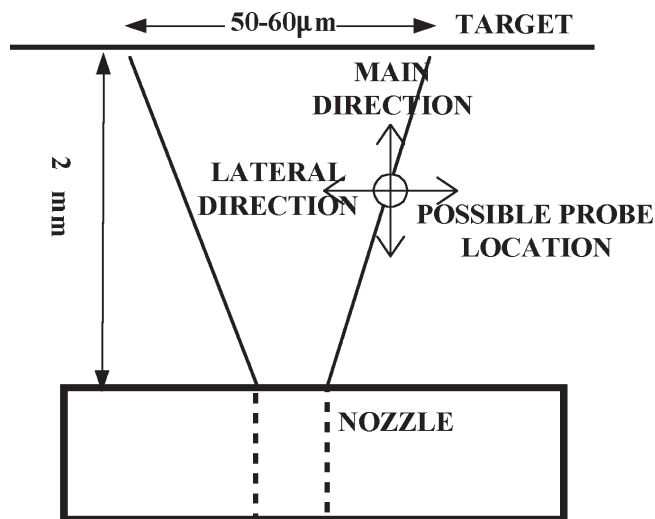 50-60µm TARGET
MAIN
DIRECTION
LATERAL
DIRECTION
POSSIBLE PROBE
LOCATION
2 mm
NOZZLE